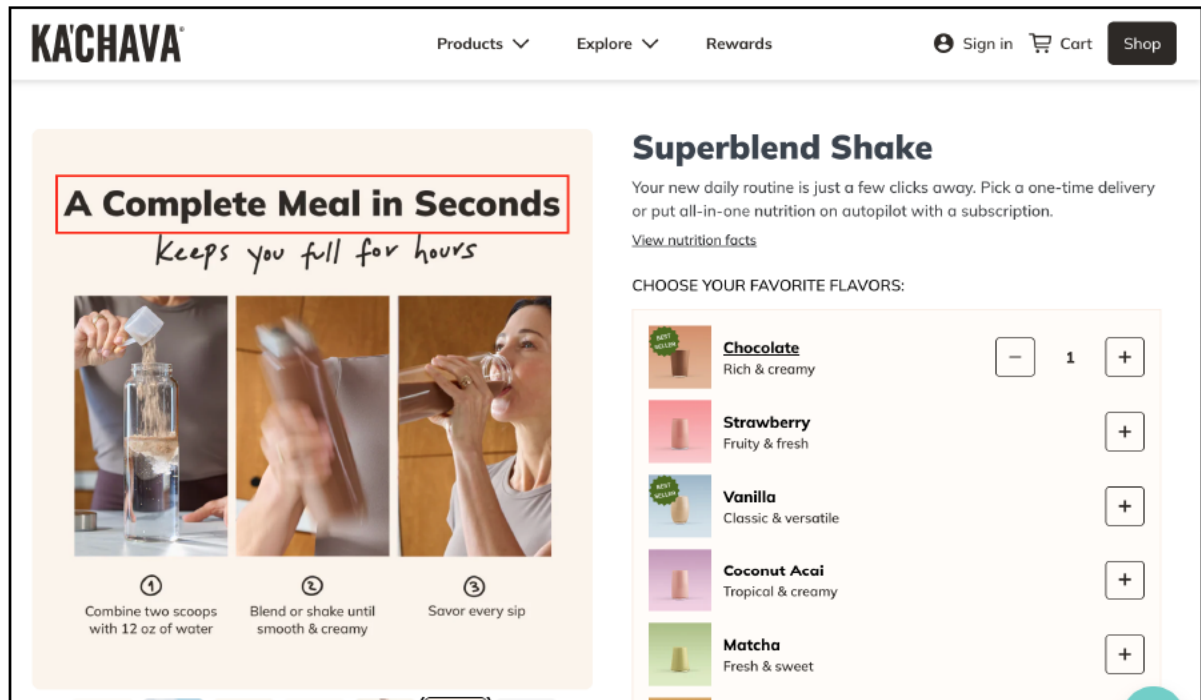 KA'CHAVA
Products
Explore
Rewards
Sign in
Cart
Shop
A Complete Meal in Seconds
keeps you full for hours
1
Combine two scoops
with 12 oz of water
2
Blend or shake until
smooth & creamy
3
Savor every sip
Superblend Shake
Your new daily routine is just a few clicks away. Pick a one-time delivery
or put all-in-one nutrition on autopilot with a subscription.
View nutrition facts
CHOOSE YOUR FAVORITE FLAVORS:
BEST
SELLER
Chocolate
Rich & creamy
− 1 +
Strawberry
Fruity & fresh
+
BEST
SELLER
Vanilla
Classic & versatile
+
Coconut Acai
Tropical & creamy
+
Matcha
Fresh & sweet
+